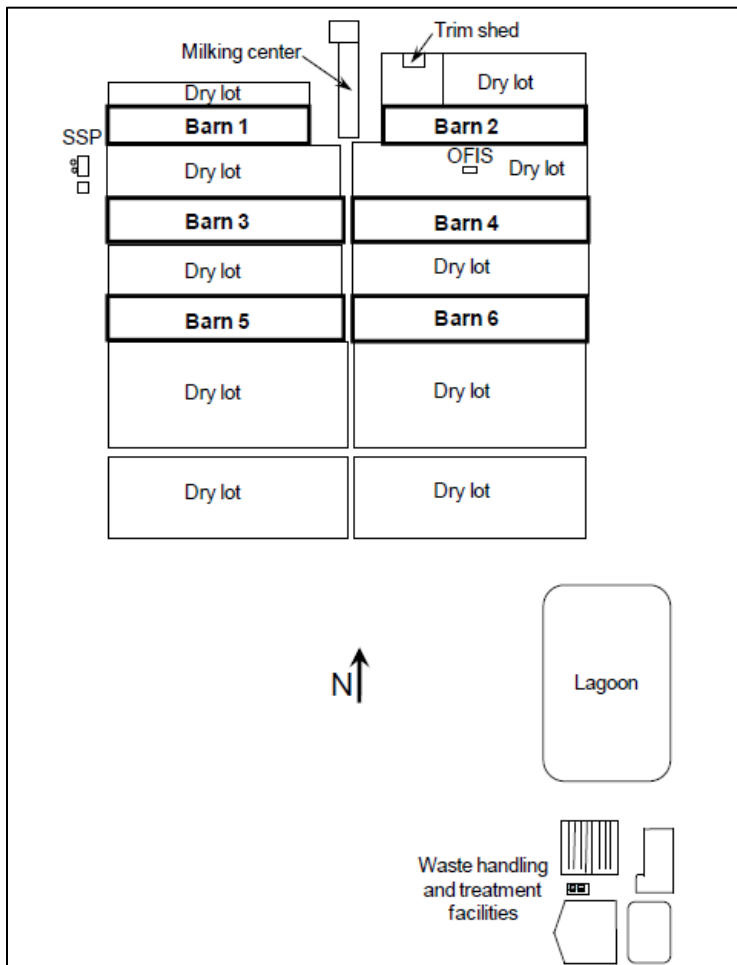 Trim shed
Milking center
Dry lot
Dry lot
Barn 1
Barn 2
SSP
OFIS
Dry lot
Dry lot
Barn 3
Barn 4
Dry lot
Dry lot
Barn 5
Barn 6
Dry lot
Dry lot
Dry lot
Dry lot
N
Lagoon
Waste handling
and treatment
facilities